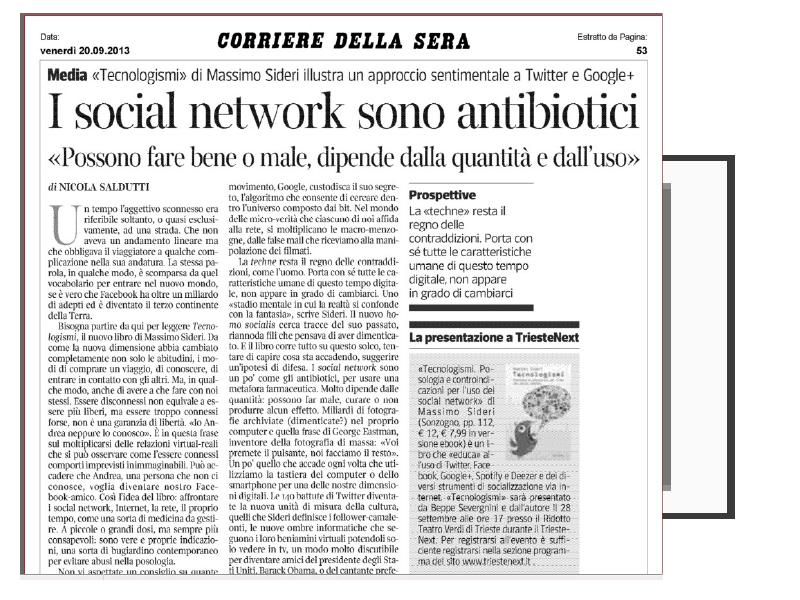 Data:
venerdì 20.09.2013
CORRIERE DELLA SERA
Estratto da Pagina:
53
Media «Tecnologismi» di Massimo Sideri illustra un approccio sentimentale a Twitter e Google+
I social network sono antibiotici
«Possono fare bene o male, dipende dalla quantità e dall'uso»
di NICOLA SALDUTTI
Un tempo l'aggettivo sconnesso era
riferibile soltanto, o quasi esclusi-
vamente, ad una strada. Che non
aveva un andamento lineare ma
che obbligava il viaggiatore a qualche com-
plicazione nella sua andatura. La stessa pa-
rola, in qualche modo, è scomparsa da quel
vocabolario per entrare nel nuovo mondo,
se è vero che Facebook ha oltre un miliardo
di adepti ed è diventato il terzo continente
della Terra.
Bisogna partire da qui per leggere Tecno-
logismi, il nuovo libro di Massimo Sideri. Da
come la nuova dimensione abbia cambiato
completamente non solo le abitudini, i mo-
di di comprare un viaggio, di conoscere, di
entrare in contatto con gli altri. Ma, in qual-
che modo, anche di avere a che fare con noi
stessi. Essere disconnessi non equivale a es-
sere più liberi, ma essere troppo connessi
forse, non è una garanzia di libertà. «Io ad
Andrea neppure lo conosco». È in questa frase
sul moltiplicarsi delle relazioni virtual-reali
che si può osservare come l'essere connessi
comporti imprevisti inimmaginabili. Può ac-
cadere che Andrea, una persona che non ci
conosce, voglia diventare nostro Face-
book-amico. Così l'idea del libro: affrontare
i social network, Internet, la rete, il proprio
tempo, come una sorta di medicina da gesti-
re. A piccole o grandi dosi, ma sempre più
consapevoli: sono vere e proprie indicazio-
ni, una sorta di bugiardino contemporaneo
per evitare abusi nella posologia.
Non vi aspettate un consiglio su quante
movimento, Google, custodisca il suo segre-
to, l'algoritmo che consente di cercare den-
tro l'universo composto dai bit. Nel mondo
delle micro-verità che ciascuno di noi affida
alla rete, si moltiplicano le macro-menzo-
gne, dalle false mail che riceviamo alla mani-
polazione dei filmati.
La techne resta il regno delle contraddi-
zioni, come l'uomo. Porta con sé tutte le ca-
ratteristiche umane di questo tempo digita-
le, non appare in grado di cambiarci. Uno
«stadio mentale in cui la realtà si confonde
con la fantasia», scrive Sideri. Il nuovo ho-
mo socialis cerca tracce del suo passato,
riannoda fili che pensava di aver dimentica-
to. E il libro corre tutto su questo solco, ten-
tare di capire cosa sta accadendo, suggerire
un'ipotesi di difesa. I social network sono
un po' come gli antibiotici, per usare una
metafora farmaceutica. Molto dipende dalle
quantità: possono far male, curare o non
produrre alcun effetto. Miliardi di fotogra-
fie archiviate (dimenticate?) nel proprio
computer e quella frase di George Eastman,
inventore della fotografia di massa: «Voi
premete il pulsante, noi facciamo il resto».
Un po' quello che accade ogni volta che uti-
lizziamo la tastiera del computer o dello
smartphone per una delle nostre dimensio-
ni digitali. Le 140 battute di Twitter diventa-
te la nuova unità di misura della cultura,
quelli che Sideri definisce i follower-camale-
onti, le nuove ombre informatiche che se-
guono i loro beniamini virtuali potendoli so-
lo vedere in tv, un modo molto discutibile
per diventare amici del presidente degli Sta-
ti Uniti, Barack Obama, o del cantante prefe-
Prospettive
La «techne» resta il
regno delle
contraddizioni. Porta con
sé tutte le caratteristiche
umane di questo tempo
digitale, non appare
in grado di cambiarci
La presentazione a TriesteNext
«Tecnologismi. Po-
sologia e controindi-
cazioni per l'uso dei
social network» di
Massimo Sideri
(Sonzogno, pp. 112,
€ 12, € 7,99 in ver-
sione ebook) è un li-
bro che «educa» al-
l'uso di Twitter, Face-
book, Google+, Spotify e Deezer e dei di-
versi strumenti di socializzazione via in-
ternet. «Tecnologismi» sarà presentato
da Beppe Severgnini e dall'autore il 28
settembre alle ore 17 presso il Ridotto
Teatro Verdi di Trieste durante il Trieste-
Next. Per registrarsi all'evento è suffi-
ciente registrarsi nella sezione program-
ma del sito www.triestenext.it .
Massimo Sideri
Tecnologismi